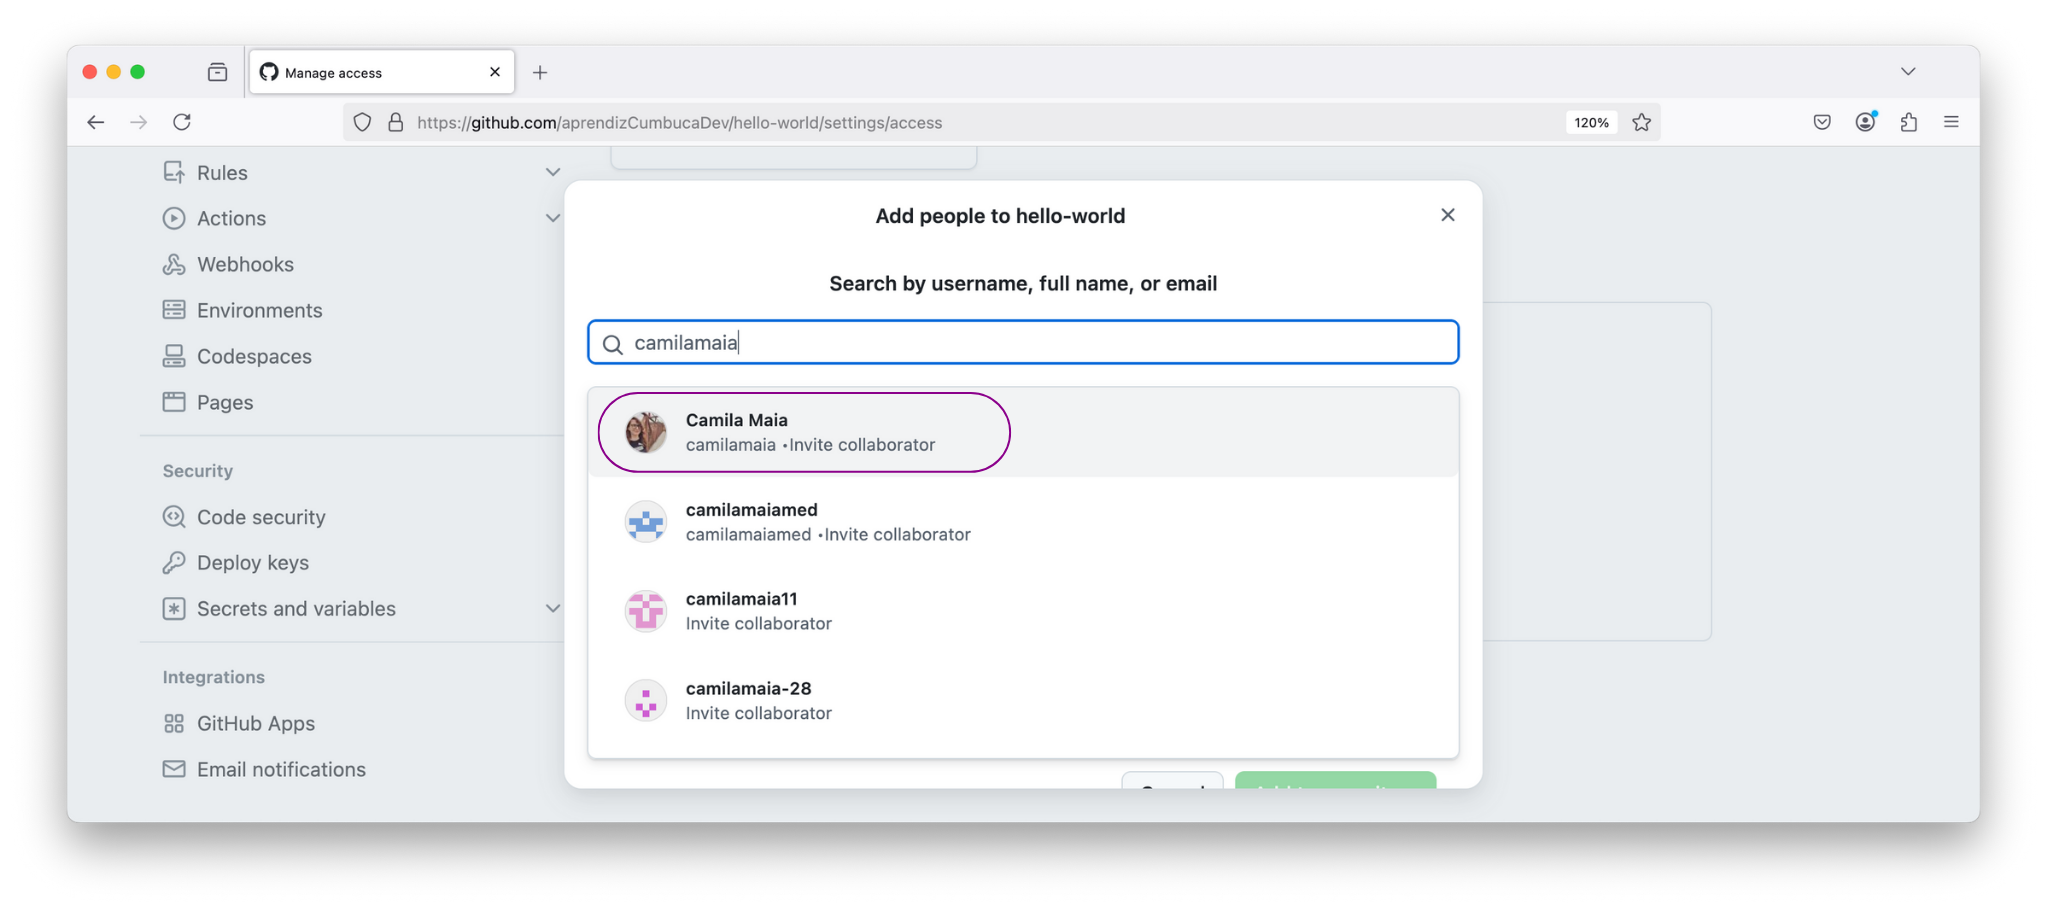 Manage access
https://github.com/aprendizCumbucaDev/hello-world/settings/access
120%
Rules
Actions
Webhooks
Environments
Codespaces
Pages
Security
Code security
Deploy keys
Secrets and variables
Integrations
GitHub Apps
Email notifications
Add people to hello-world
Search by username, full name, or email
camilamaia
Camila Maia
camilamaia •Invite collaborator
camilamaiamed
camilamaiamed •Invite collaborator
camilamaia11
Invite collaborator
camilamaia-28
Invite collaborator